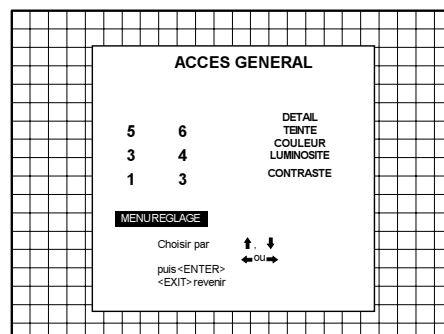 ACCES GENERAL
DETAIL
5 6 TEINTE
COULEUR
3 4 LUMINOSITE
1 3 CONTRASTE
MENUREGLAGE
Choisir par ⬆, ⬇
⬅ou➡
puis<ENTER>
<EXIT>revenir